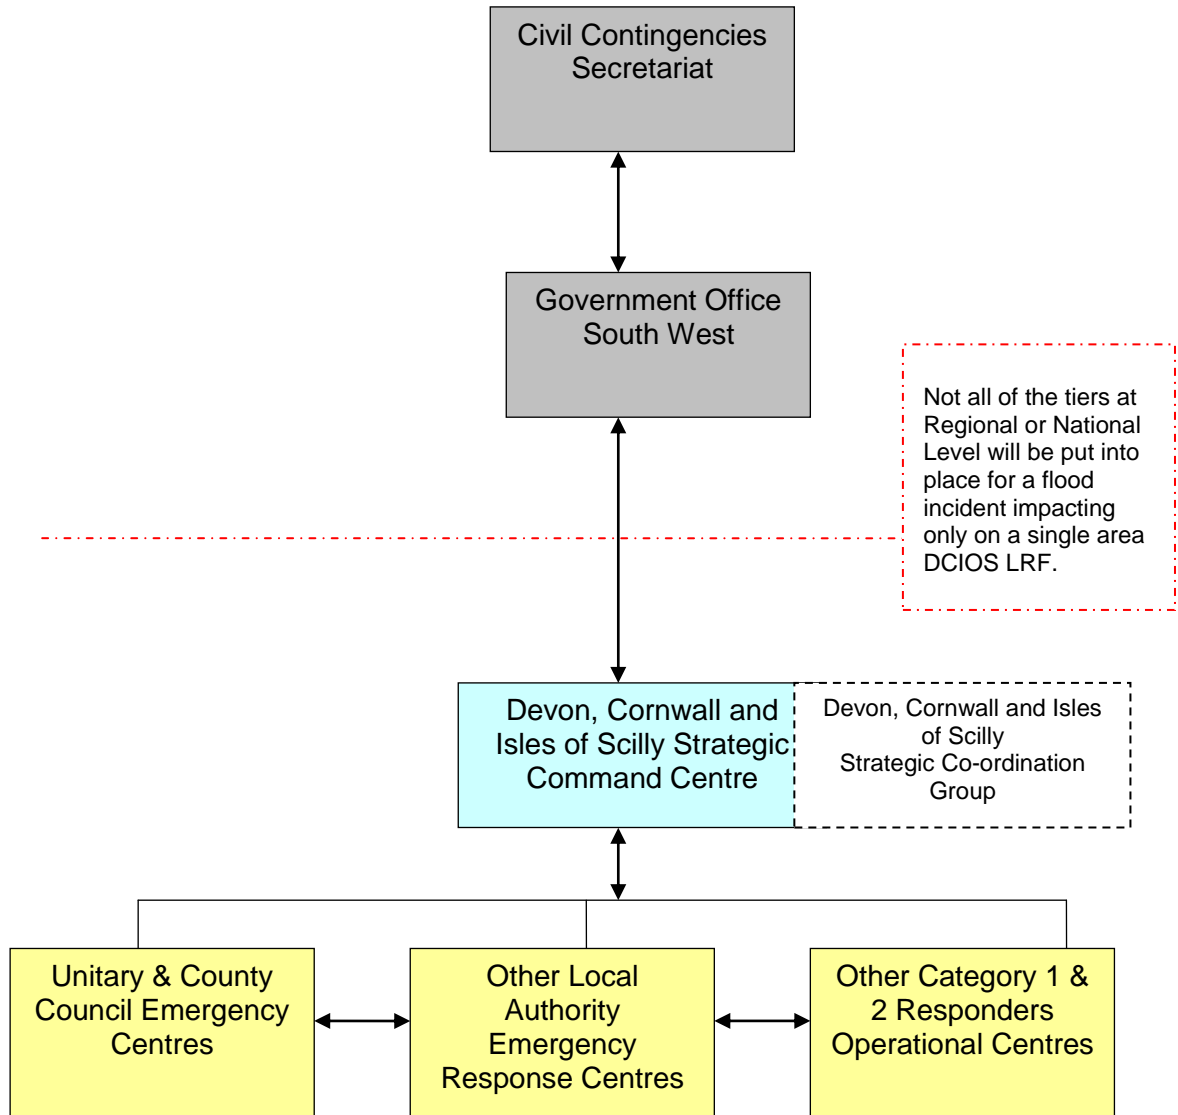 Civil Contingencies
Secretariat
Government Office
South West
Not all of the tiers at
Regional or National
Level will be put into
place for a flood
incident impacting
only on a single area
DCIOS LRF.
Devon, Cornwall and
Isles of Scilly Strategic
Command Centre
Devon, Cornwall and Isles
of Scilly
Strategic Co-ordination
Group
Unitary & County
Council Emergency
Centres
Other Local
Authority
Emergency
Response Centres
Other Category 1 &
2 Responders
Operational Centres